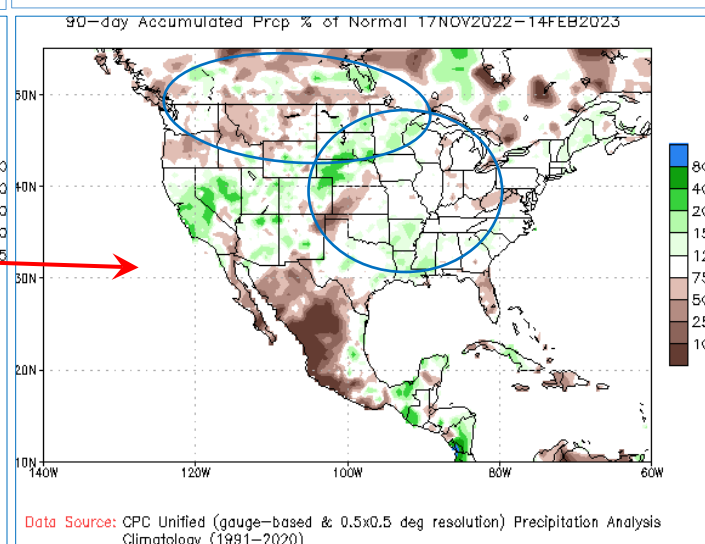 90-day Accumulated Prcp % of Normal 17NOV2022-14FEB2023
50N
40N
30N
20N
10N
140W 120W 100W 80W 60W
Data Source: CPC Unified (gauge-based & 0.5x0.5 deg resolution) Precipitation Analysis
Climatology (1991-2020)